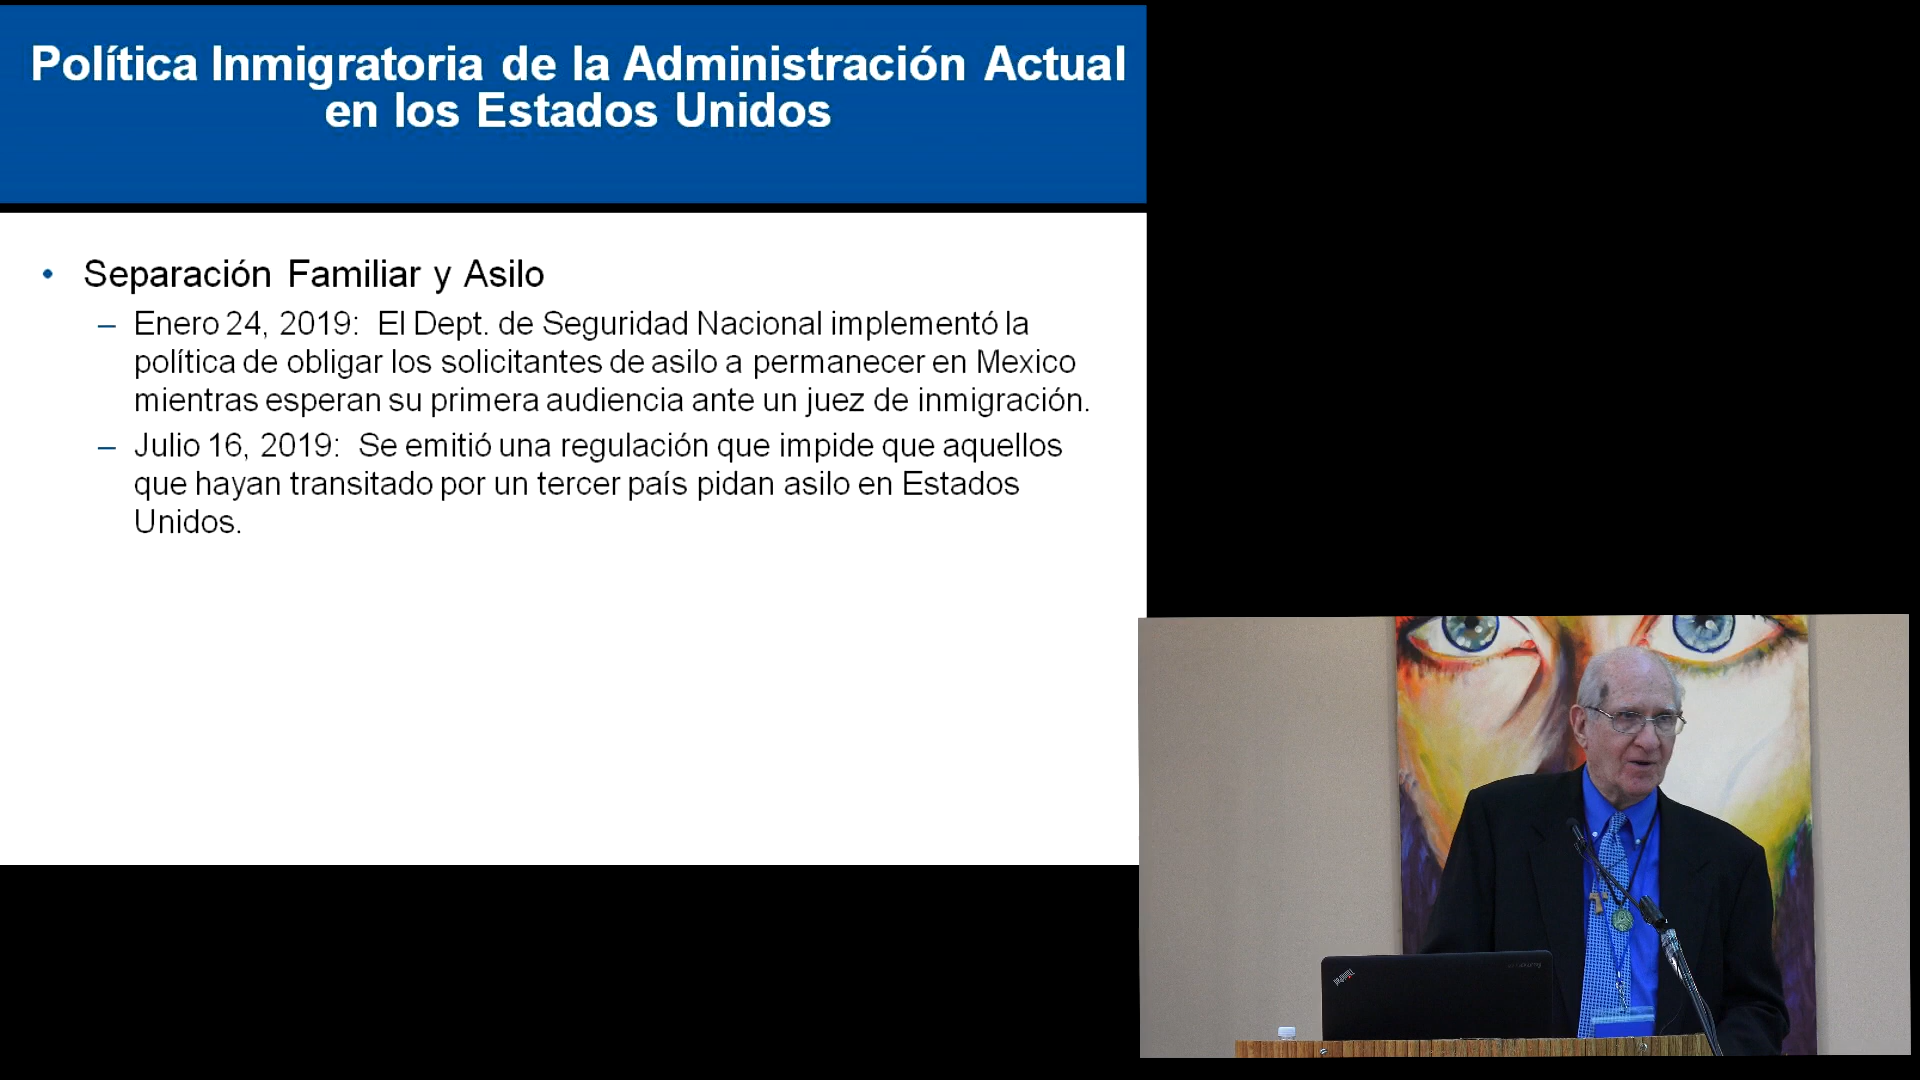 Política Inmigratoria de la Administración Actual
en los Estados Unidos
• Separación Familiar y Asilo
– Enero 24, 2019: El Dept. de Seguridad Nacional implementó la
política de obligar los solicitantes de asilo a permanecer en Mexico
mientras esperan su primera audiencia ante un juez de inmigración.
– Julio 16, 2019: Se emitió una regulación que impide que aquellos
que hayan transitado por un tercer país pidan asilo en Estados
Unidos.